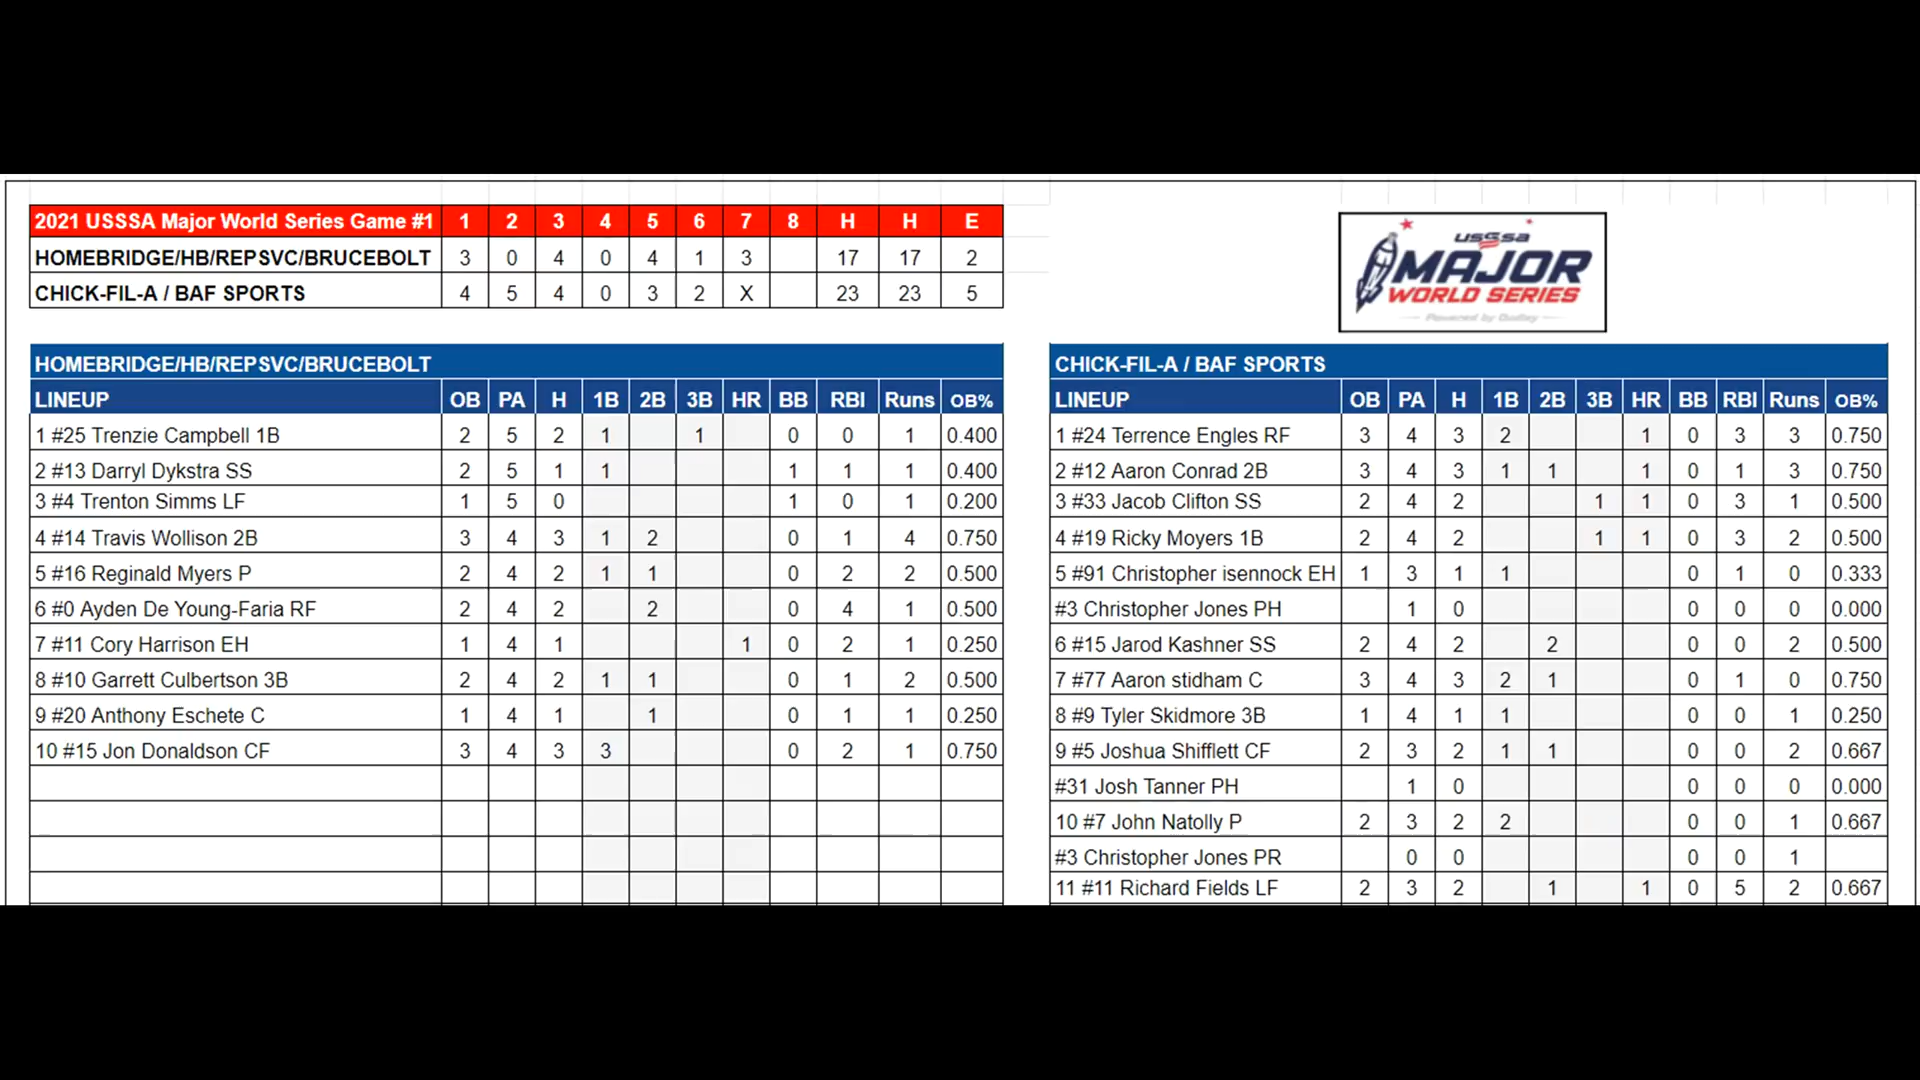 2021 USSSA Major World Series Game #1 1 2 3 4 5 6 7 8 H H E
HOMEBRIDGE/HB/REPSVC/BRUCEBOLT 3 0 4 0 4 1 3 17 17 2
CHICK-FIL-A / BAF SPORTS 4 5 4 0 3 2 X 23 23 5
usssa
MAJOR
WORLD SERIES
Powered by Dudley
HOMEBRIDGE/HB/REPSVC/BRUCEBOLT
LINEUP OB PA H 1B 2B 3B HR BB RBI Runs OB%
1 #25 Trenzie Campbell 1B 2 5 2 1 1 0 0 1 0.400
2 #13 Darryl Dykstra SS 2 5 1 1 1 1 1 0.400
3 #4 Trenton Simms LF 1 5 0 1 0 1 0.200
4 #14 Travis Wollison 2B 3 4 3 1 2 0 1 4 0.750
5 #16 Reginald Myers P 2 4 2 1 1 0 2 2 0.500
6 #0 Ayden De Young-Faria RF 2 4 2 2 0 4 1 0.500
7 #11 Cory Harrison EH 1 4 1 1 0 2 1 0.250
8 #10 Garrett Culbertson 3B 2 4 2 1 1 0 1 2 0.500
9 #20 Anthony Eschete C 1 4 1 1 0 1 1 0.250
10 #15 Jon Donaldson CF 3 4 3 3 0 2 1 0.750
CHICK-FIL-A / BAF SPORTS
LINEUP OB PA H 1B 2B 3B HR BB RBI Runs OB%
1 #24 Terrence Engles RF 3 4 3 2 1 0 3 3 0.750
2 #12 Aaron Conrad 2B 3 4 3 1 1 1 0 1 3 0.750
3 #33 Jacob Clifton SS 2 4 2 1 1 0 3 1 0.500
4 #19 Ricky Moyers 1B 2 4 2 1 1 0 3 2 0.500
5 #91 Christopher isennock EH 1 3 1 1 0 1 0 0.333
#3 Christopher Jones PH 1 0 0 0 0 0.000
6 #15 Jarod Kashner SS 2 4 2 2 0 0 2 0.500
7 #77 Aaron stidham C 3 4 3 2 1 0 1 0 0.750
8 #9 Tyler Skidmore 3B 1 4 1 1 0 0 1 0.250
9 #5 Joshua Shifflett CF 2 3 2 1 1 0 0 2 0.667
#31 Josh Tanner PH 1 0 0 0 0 0.000
10 #7 John Natolly P 2 3 2 2 0 0 1 0.667
#3 Christopher Jones PR 0 0 0 0 1
11 #11 Richard Fields LF 2 3 2 1 1 0 5 2 0.667